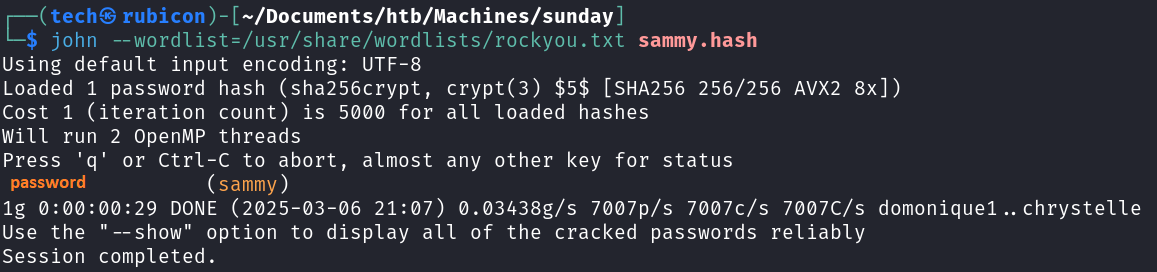 ┌──(tech㉿rubicon)-[~/Documents/htb/Machines/sunday]
└─$ john --wordlist=/usr/share/wordlists/rockyou.txt sammy.hash
Using default input encoding: UTF-8
Loaded 1 password hash (sha256crypt, crypt(3) $5$ [SHA256 256/256 AVX2 8x])
Cost 1 (iteration count) is 5000 for all loaded hashes
Will run 2 OpenMP threads
Press 'q' or Ctrl-C to abort, almost any other key for status
password (sammy)
1g 0:00:00:29 DONE (2025-03-06 21:07) 0.03438g/s 7007p/s 7007c/s 7007C/s domonique1..chrystelle
Use the "--show" option to display all of the cracked passwords reliably
Session completed.